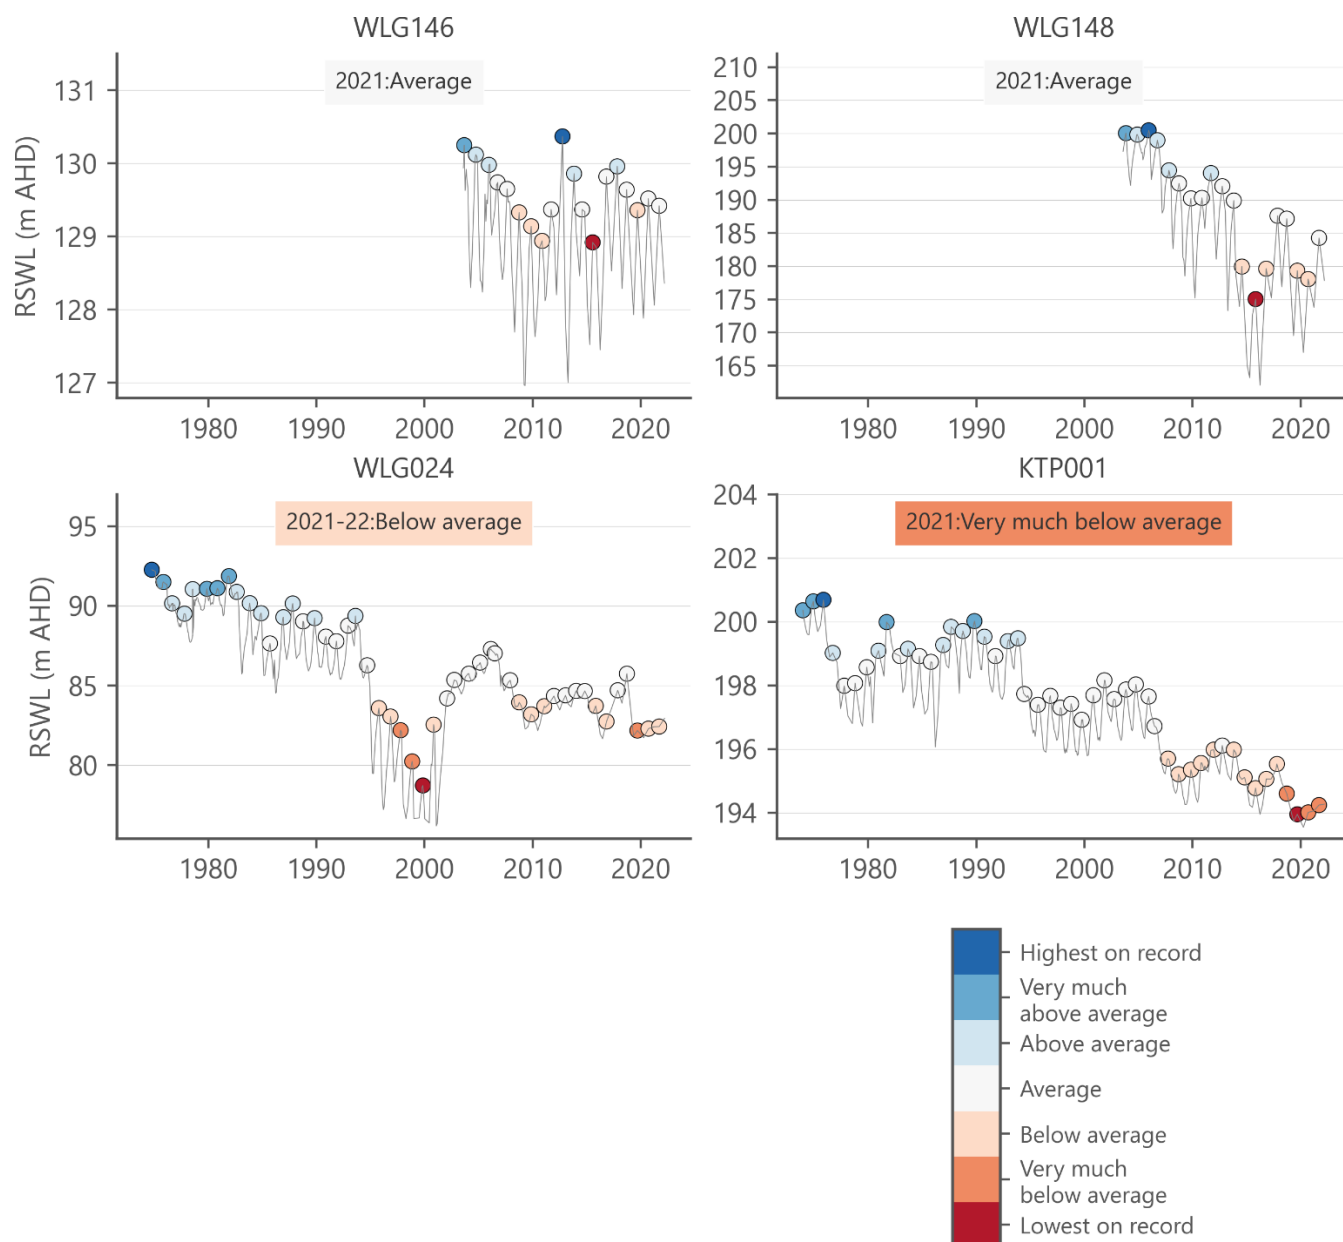 WLG146
2021:Average
RSWL (m AHD)
131
130
129
128
127
1980
1990
2000
2010
2020
WLG148
2021:Average
210
205
200
195
190
185
180
175
170
165
1980
1990
2000
2010
2020
WLG024
2021-22:Below average
RSWL (m AHD)
95
90
85
80
1980
1990
2000
2010
2020
KTP001
2021:Very much below average
204
202
200
198
196
194
1980
1990
2000
2010
2020
Highest on record
Very much
above average
Above average
Average
Below average
Very much
below average
Lowest on record